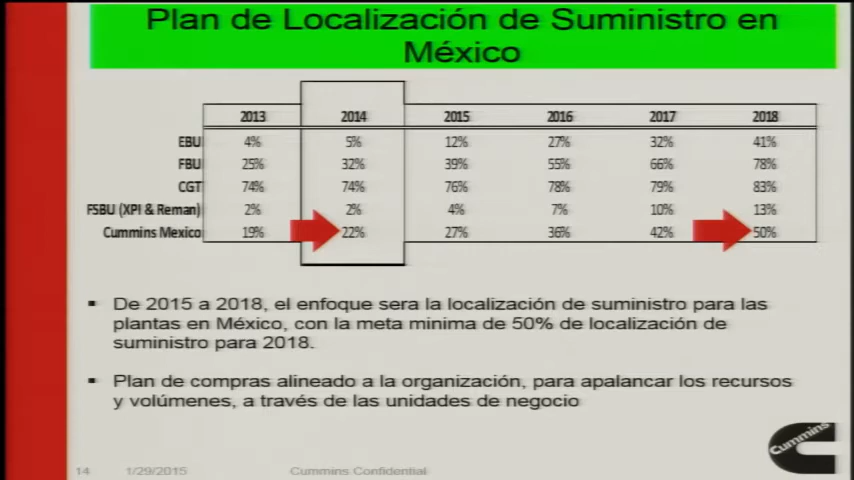 Plan de Localización de Suministro en
México
2013 2014 2015 2016 2017 2018
EBU 4% 5% 12% 27% 32% 41%
FBU 25% 32% 39% 55% 66% 78%
CGT 74% 74% 76% 78% 79% 83%
FSBU (XPI & Reman) 2% 2% 4% 7% 10% 13%
Cummins Mexico 19% 22% 27% 36% 42% 50%
▪ De 2015 a 2018, el enfoque sera la localización de suministro para las
plantas en México, con la meta minima de 50% de localización de
suministro para 2018.
▪ Plan de compras alineado a la organización, para apalancar los recursos
y volúmenes, a través de las unidades de negocio
Cummins
14 1/29/2015 Cummins Confidential